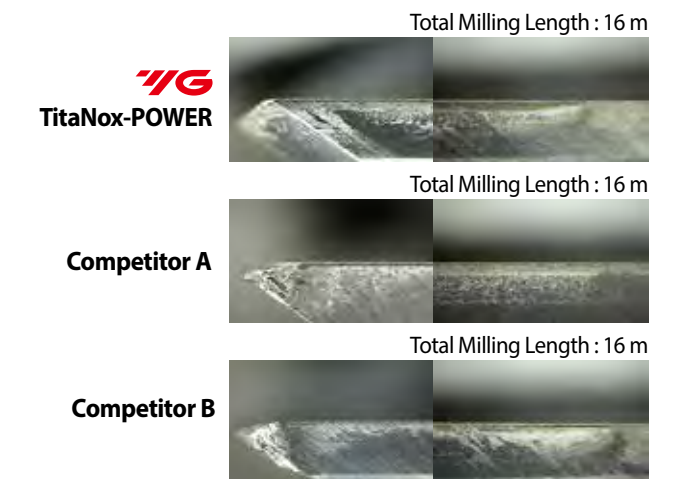 Total Milling Length : 16 m
YG
TitaNox-POWER
Total Milling Length : 16 m
Competitor A
Total Milling Length : 16 m
Competitor B